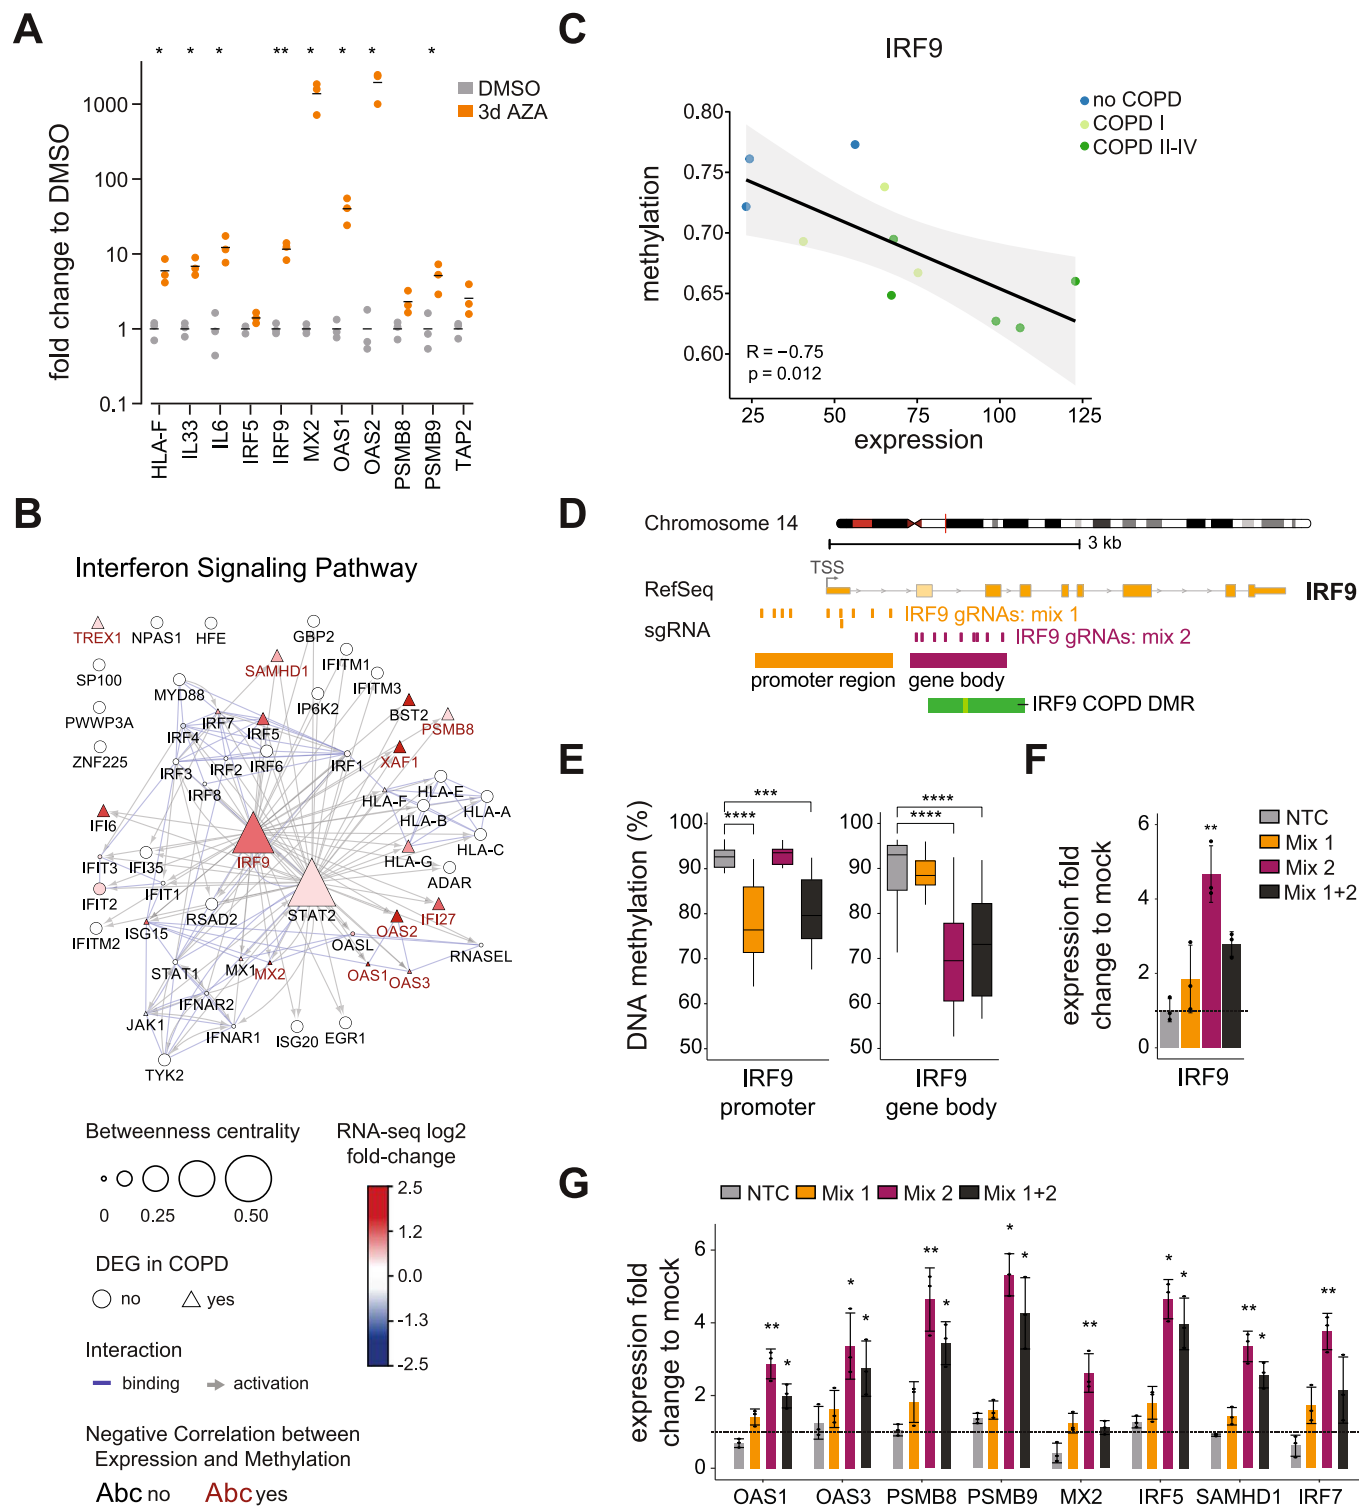 A
* * * ** * * * *
fold change to DMSO
1000
100
10
1
0.1
DMSO
3d AZA
HLA-F
IL33
IL6
IRF5
IRF9
MX2
OAS1
OAS2
PSMB8
PSMB9
TAP2
C
IRF9
methylation
0.80
0.75
0.70
0.65
0.60
R = −0.75
p = 0.012
25 50 75 100 125
expression
no COPD
COPD I
COPD II-IV
B
Interferon Signaling Pathway
TREX1
NPAS1
HFE
GBP2
SP100
SAMHD1
IFITM1
MYD88
IFITM3
IP6K2
PWWP3A
IRF7
BST2
IRF4
IRF5
PSMB8
ZNF225
IRF3
IRF2
IRF6
IRF1
XAF1
IRF8
HLA-F
HLA-E
HLA-A
HLA-B
IFI6
HLA-C
IRF9
IFIT3
IFI35
HLA-G
IFIT1
ADAR
IFIT2
RSAD2
STAT2
IFI27
IFITM2
ISG15
OAS2
OASL
RNASEL
STAT1
MX1
MX2
OAS1
OAS3
IFNAR2
JAK1
IFNAR1
ISG20
EGR1
TYK2
Betweenness centrality
0 0.25 0.50
DEG in COPD
no yes
Interaction
binding activation
Negative Correlation between
Expression and Methylation
Abc no Abc yes
RNA-seq log2
fold-change
2.5
1.2
0.0
-1.3
-2.5
D
Chromosome 14
3 kb
TSS
RefSeq
IRF9
sgRNA
IRF9 gRNAs: mix 1
IRF9 gRNAs: mix 2
promoter region
gene body
IRF9 COPD DMR
E
DNA methylation (%)
100
90
80
70
60
50
***
****
IRF9
promoter
100
90
80
70
60
50
****
****
IRF9
gene body
F
expression fold
change to mock
6
4
2
0
**
IRF9
NTC
Mix 1
Mix 2
Mix 1+2
G
NTC Mix 1 Mix 2 Mix 1+2
expression fold
change to mock
6
4
2
0
** * * * ** * * * ** * * ** * **
OAS1 OAS3 PSMB8 PSMB9 MX2 IRF5 SAMHD1 IRF7